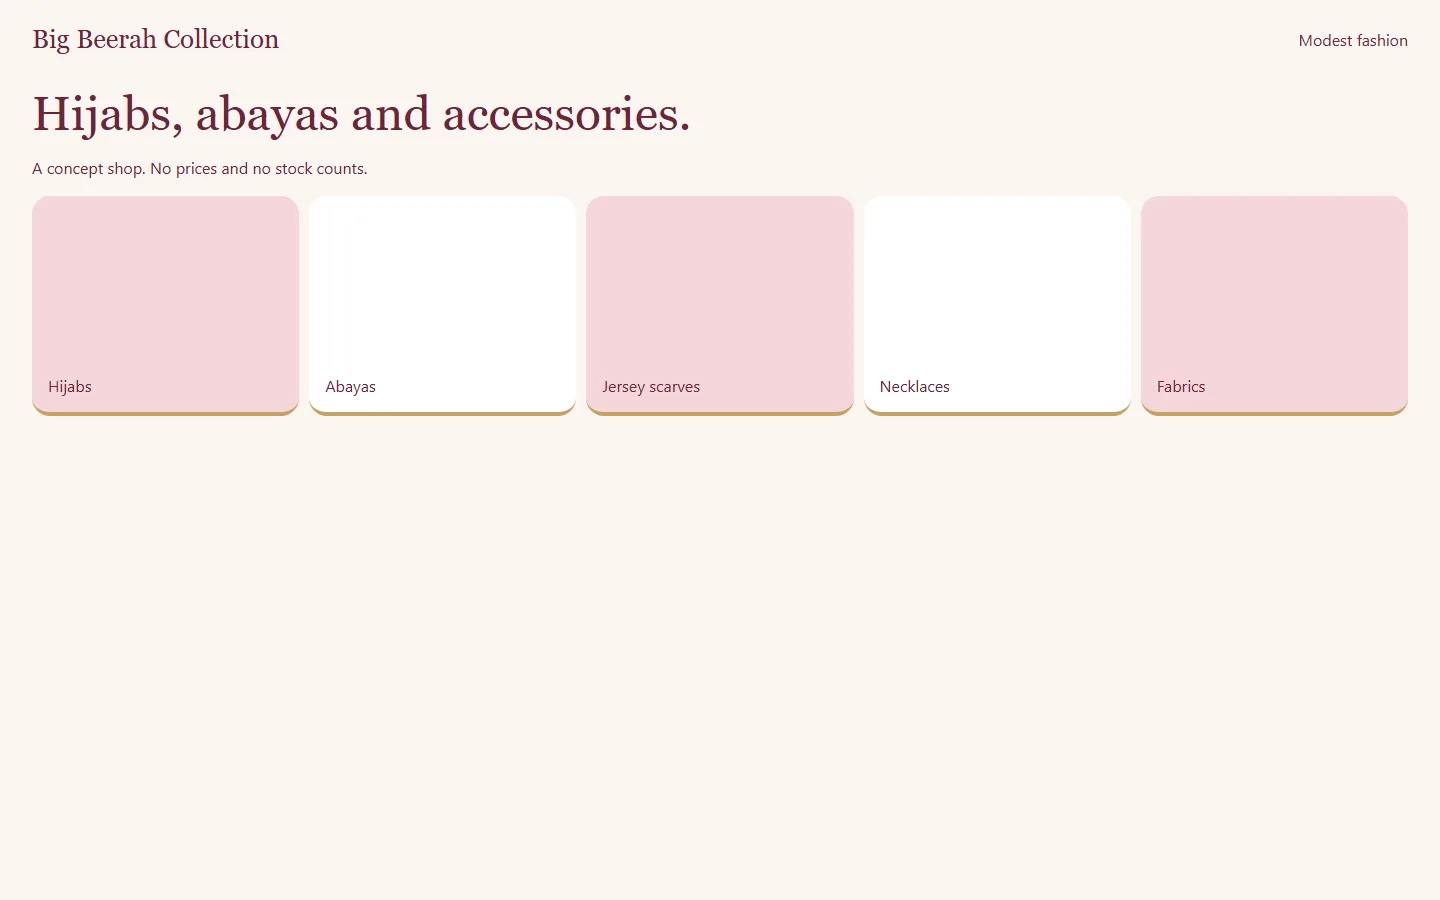 Big Beerah Collection
Modest fashion
Hijabs, abayas and accessories.
A concept shop. No prices and no stock counts.
Hijabs
Abayas
Jersey scarves
Necklaces
Fabrics